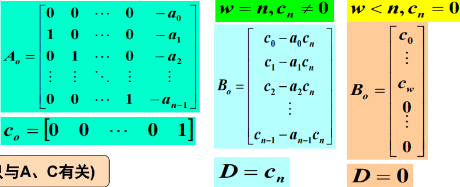 A_o = [0 0 ⋯ 0 −a_0
1 0 ⋯ 0 −a_1
0 1 ⋯ 0 −a_2
⋮ ⋮ ⋱ ⋮ ⋮
0 0 ⋯ 1 −a_{n−1}]
c_o = [0 0 ⋯ 0 1]
与A、C有关)
w = n, c_n ≠ 0
B_o = [c_0 − a_0c_n
c_1 − a_1c_n
c_2 − a_2c_n
⋮
c_{n−1} − a_{n−1}c_n]
D = c_n
w < n, c_n = 0
B_o = [c_0
⋮
c_w
0
⋮
0]
D = 0